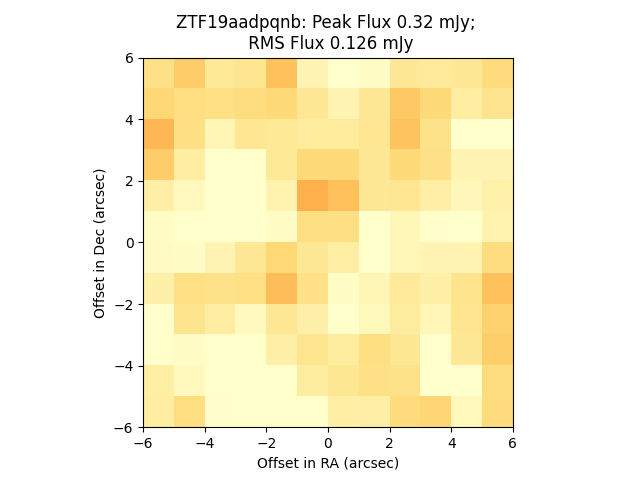 ZTF19aadpqnb: Peak Flux 0.32 mJy;
RMS Flux 0.126 mJy
6
4
2
0
−2
−4
−6
Offset in Dec (arcsec)
−6 −4 −2 0 2 4 6
Offset in RA (arcsec)